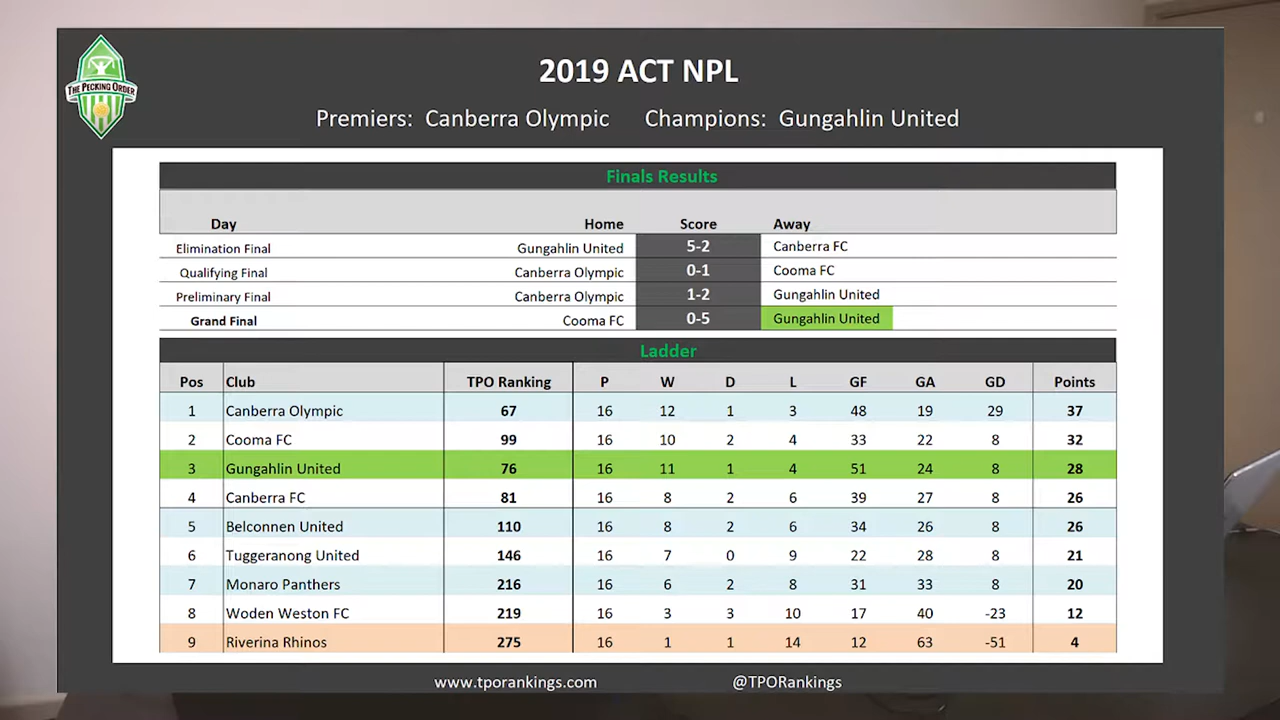 THE PECKING ORDER
2019 ACT NPL
Premiers: Canberra Olympic Champions: Gungahlin United
Finals Results
Day Home Score Away
Elimination Final Gungahlin United 5-2 Canberra FC
Qualifying Final Canberra Olympic 0-1 Cooma FC
Preliminary Final Canberra Olympic 1-2 Gungahlin United
Grand Final Cooma FC 0-5 Gungahlin United
Ladder
Pos Club TPO Ranking P W D L GF GA GD Points
1 Canberra Olympic 67 16 12 1 3 48 19 29 37
2 Cooma FC 99 16 10 2 4 33 22 8 32
3 Gungahlin United 76 16 11 1 4 51 24 8 28
4 Canberra FC 81 16 8 2 6 39 27 8 26
5 Belconnen United 110 16 8 2 6 34 26 8 26
6 Tuggeranong United 146 16 7 0 9 22 28 8 21
7 Monaro Panthers 216 16 6 2 8 31 33 8 20
8 Woden Weston FC 219 16 3 3 10 17 40 -23 12
9 Riverina Rhinos 275 16 1 1 14 12 63 -51 4
www.tporankings.com @TPORankings